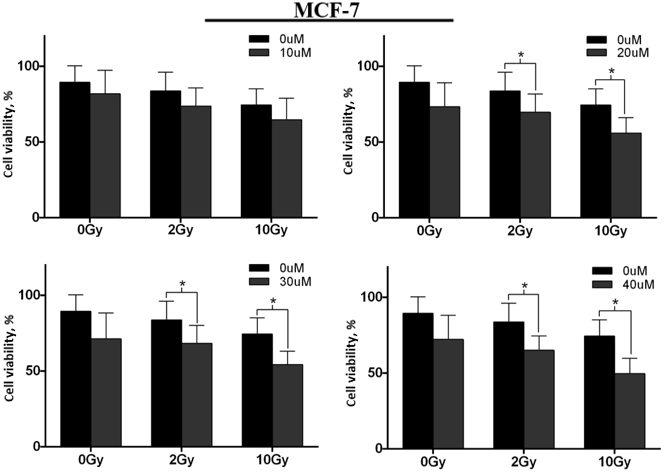 MCF-7
0uM
10uM
Cell viability, %
100
50
0
0Gy
2Gy
10Gy
0uM
20uM
*
*
Cell viability, %
100
50
0
0Gy
2Gy
10Gy
0uM
30uM
*
*
Cell viability, %
100
50
0
0Gy
2Gy
10Gy
0uM
40uM
*
*
Cell viability, %
100
50
0
0Gy
2Gy
10Gy